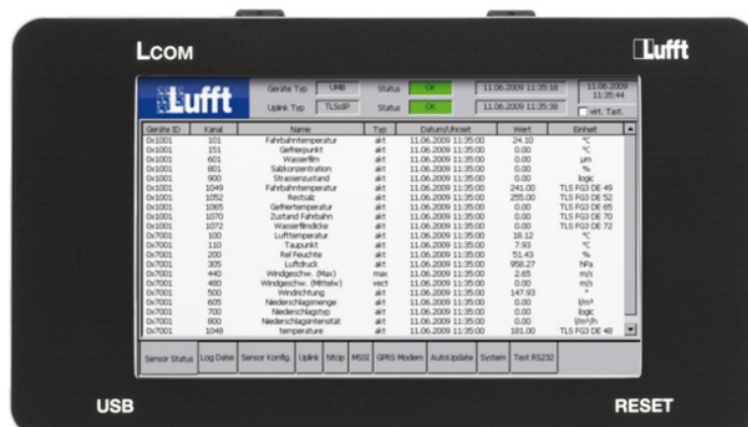 LCOM
Lufft
Lufft Geräte Typ UMB Status OK 11.06.2009 11:35:18 11.06.2009 11:35:44
Uplink Typ TLSoIP Status OK 11.06.2009 11:35:38 virt. Tast.
Geräte ID Kanal Name Typ Datum/Uhrzeit Wert Einheit
0x1001 101 Fahrbahntemperatur akt 11.06.2009 11:35:00 24.10 °C
0x1001 151 Gefrierpunkt akt 11.06.2009 11:35:00 0.00 °C
0x1001 601 Wasserfilm akt 11.06.2009 11:35:00 0.00 µm
0x1001 801 Salzkonzentration akt 11.06.2009 11:35:00 0.00 %
0x1001 900 Strassenzustand akt 11.06.2009 11:35:00 0.00 logic
0x1001 1049 Fahrbahntemperatur akt 11.06.2009 11:35:00 241.00 TLS FG3 DE 49
0x1001 1052 Restsalz akt 11.06.2009 11:35:00 255.00 TLS FG3 DE 52
0x1001 1065 Gefriertemperatur akt 11.06.2009 11:35:00 0.00 TLS FG3 DE 65
0x1001 1070 Zustand Fahrbahn akt 11.06.2009 11:35:00 0.00 TLS FG3 DE 70
0x1001 1072 Wasserfilmdicke akt 11.06.2009 11:35:00 0.00 TLS FG3 DE 72
0x7001 100 Lufttemperatur akt 11.06.2009 11:35:00 18.12 °C
0x7001 110 Taupunkt akt 11.06.2009 11:35:00 7.93 °C
0x7001 200 Rel Feuchte akt 11.06.2009 11:35:00 51.43 %
0x7001 305 Luftdruck akt 11.06.2009 11:35:00 958.27 hPa
0x7001 440 Windgeschw. (Max) max 11.06.2009 11:35:00 2.65 m/s
0x7001 480 Windgeschw. (Mittelw) vect 11.06.2009 11:35:00 0.00 m/s
0x7001 500 Windrichtung akt 11.06.2009 11:35:00 147.93 °
0x7001 605 Niederschlagsmenge akt 11.06.2009 11:35:00 0.00 l/m²
0x7001 700 Niederschlagstyp akt 11.06.2009 11:35:00 0.00 logic
0x7001 800 Niederschlagsintensität akt 11.06.2009 11:35:00 0.00 l/m²/h
0x7001 1048 temperature akt 11.06.2009 11:35:00 181.00 TLS FG3 DE 48
Sensor Status Log Datei Sensor Konfig. Uplink Ntcip MSSI GPRS Modem AutoUpdate System Test RS232
USB
RESET